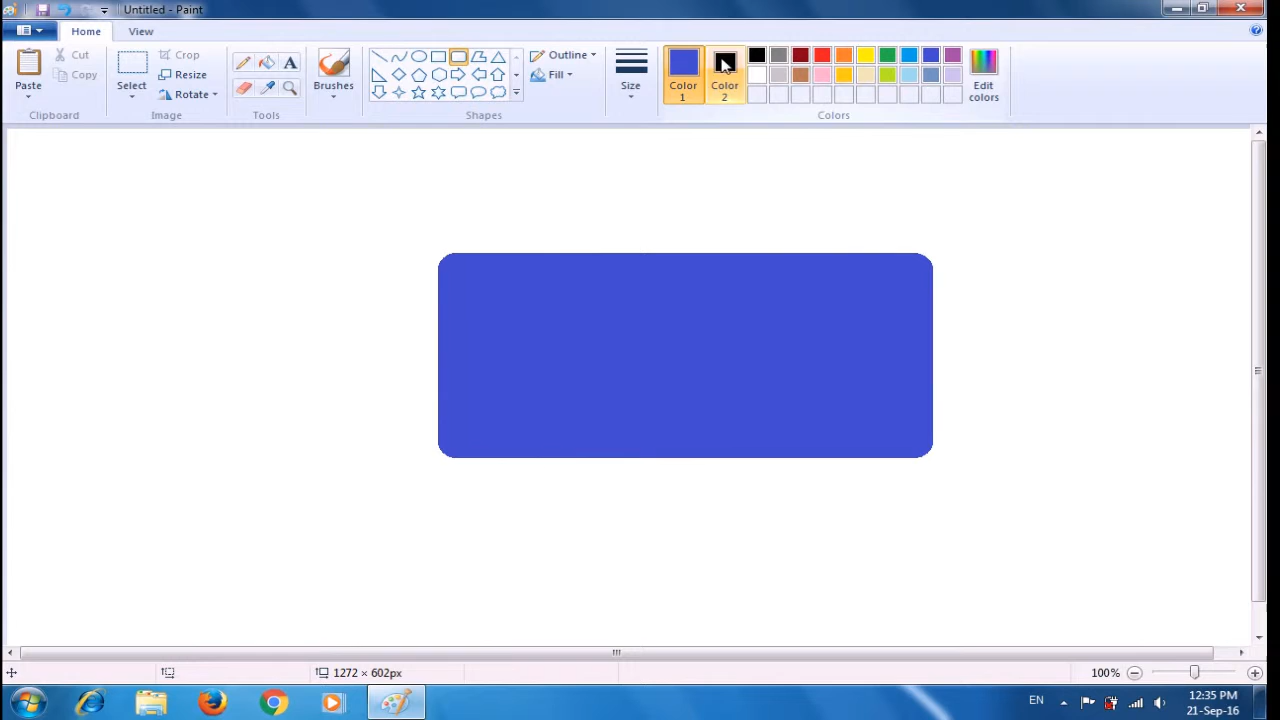 Untitled - Paint
Home
View
Paste
Cut
Copy
Clipboard
Select
Crop
Resize
Rotate
Image
A
Tools
Brushes
Outline
Fill
Shapes
Size
Color 1
Color 2
Edit colors
Colors
1272 × 602px
100%
EN
12:35 PM
21-Sep-16